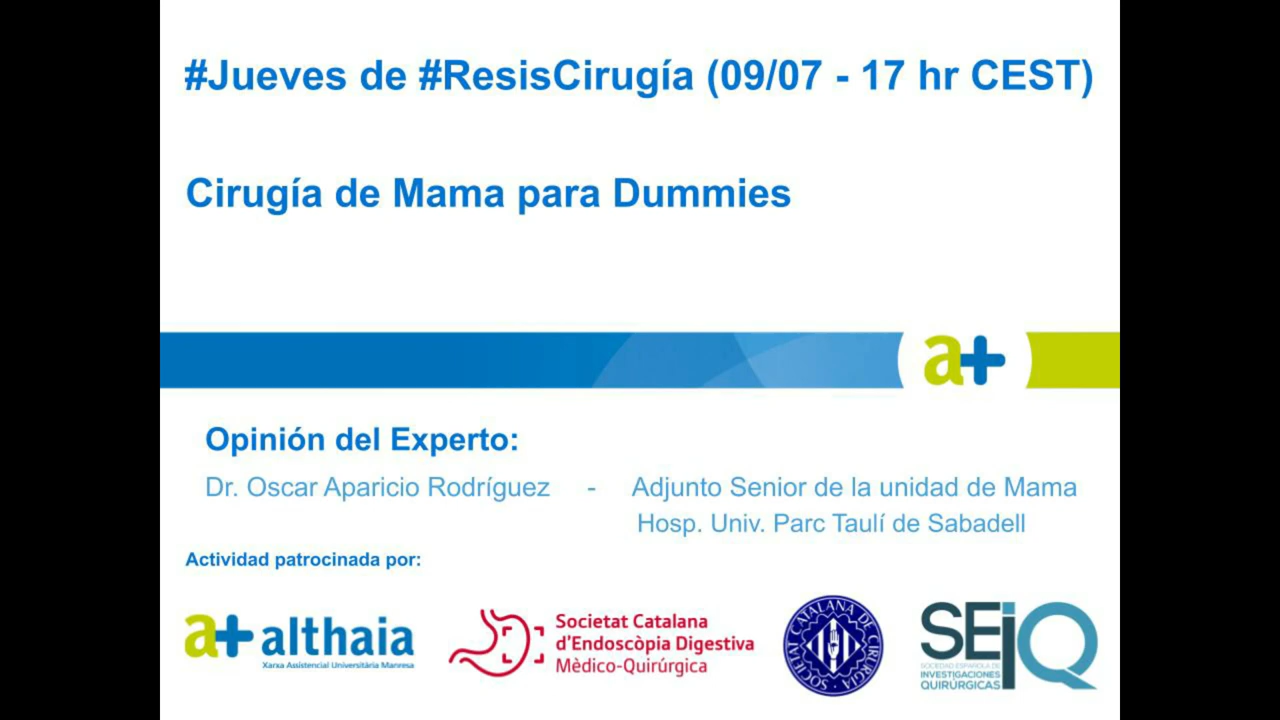 #Jueves de #ResisCirugía (09/07 - 17 hr CEST)
Cirugía de Mama para Dummies
a+
Opinión del Experto:
Dr. Oscar Aparicio Rodríguez - Adjunto Senior de la unidad de Mama
Hosp. Univ. Parc Taulí de Sabadell
Actividad patrocinada por:
a+ althaia
Xarxa Assistencial Universitària Manresa
Societat Catalana
d'Endoscòpia Digestiva
Mèdico-Quirúrgica
SOCIETAT CATALANA DE CIRURGIA
SEIQ
SOCIEDAD ESPAÑOLA DE
INVESTIGACIONES
QUIRÚRGICAS